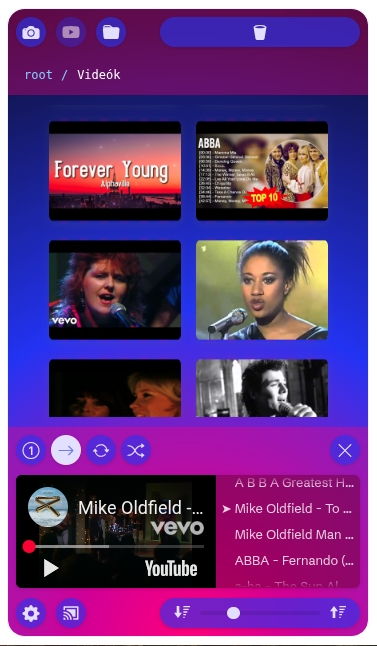 root / Videók
Forever Young
Alphaville
ABBA
TOP 10
vevo
1
Mike Oldfield -...
vevo
YouTube
A B B A Greatest H...
Mike Oldfield - To ...
Mike Oldfield Man ...
ABBA - Fernando (...
a-ha - The Sun Al...